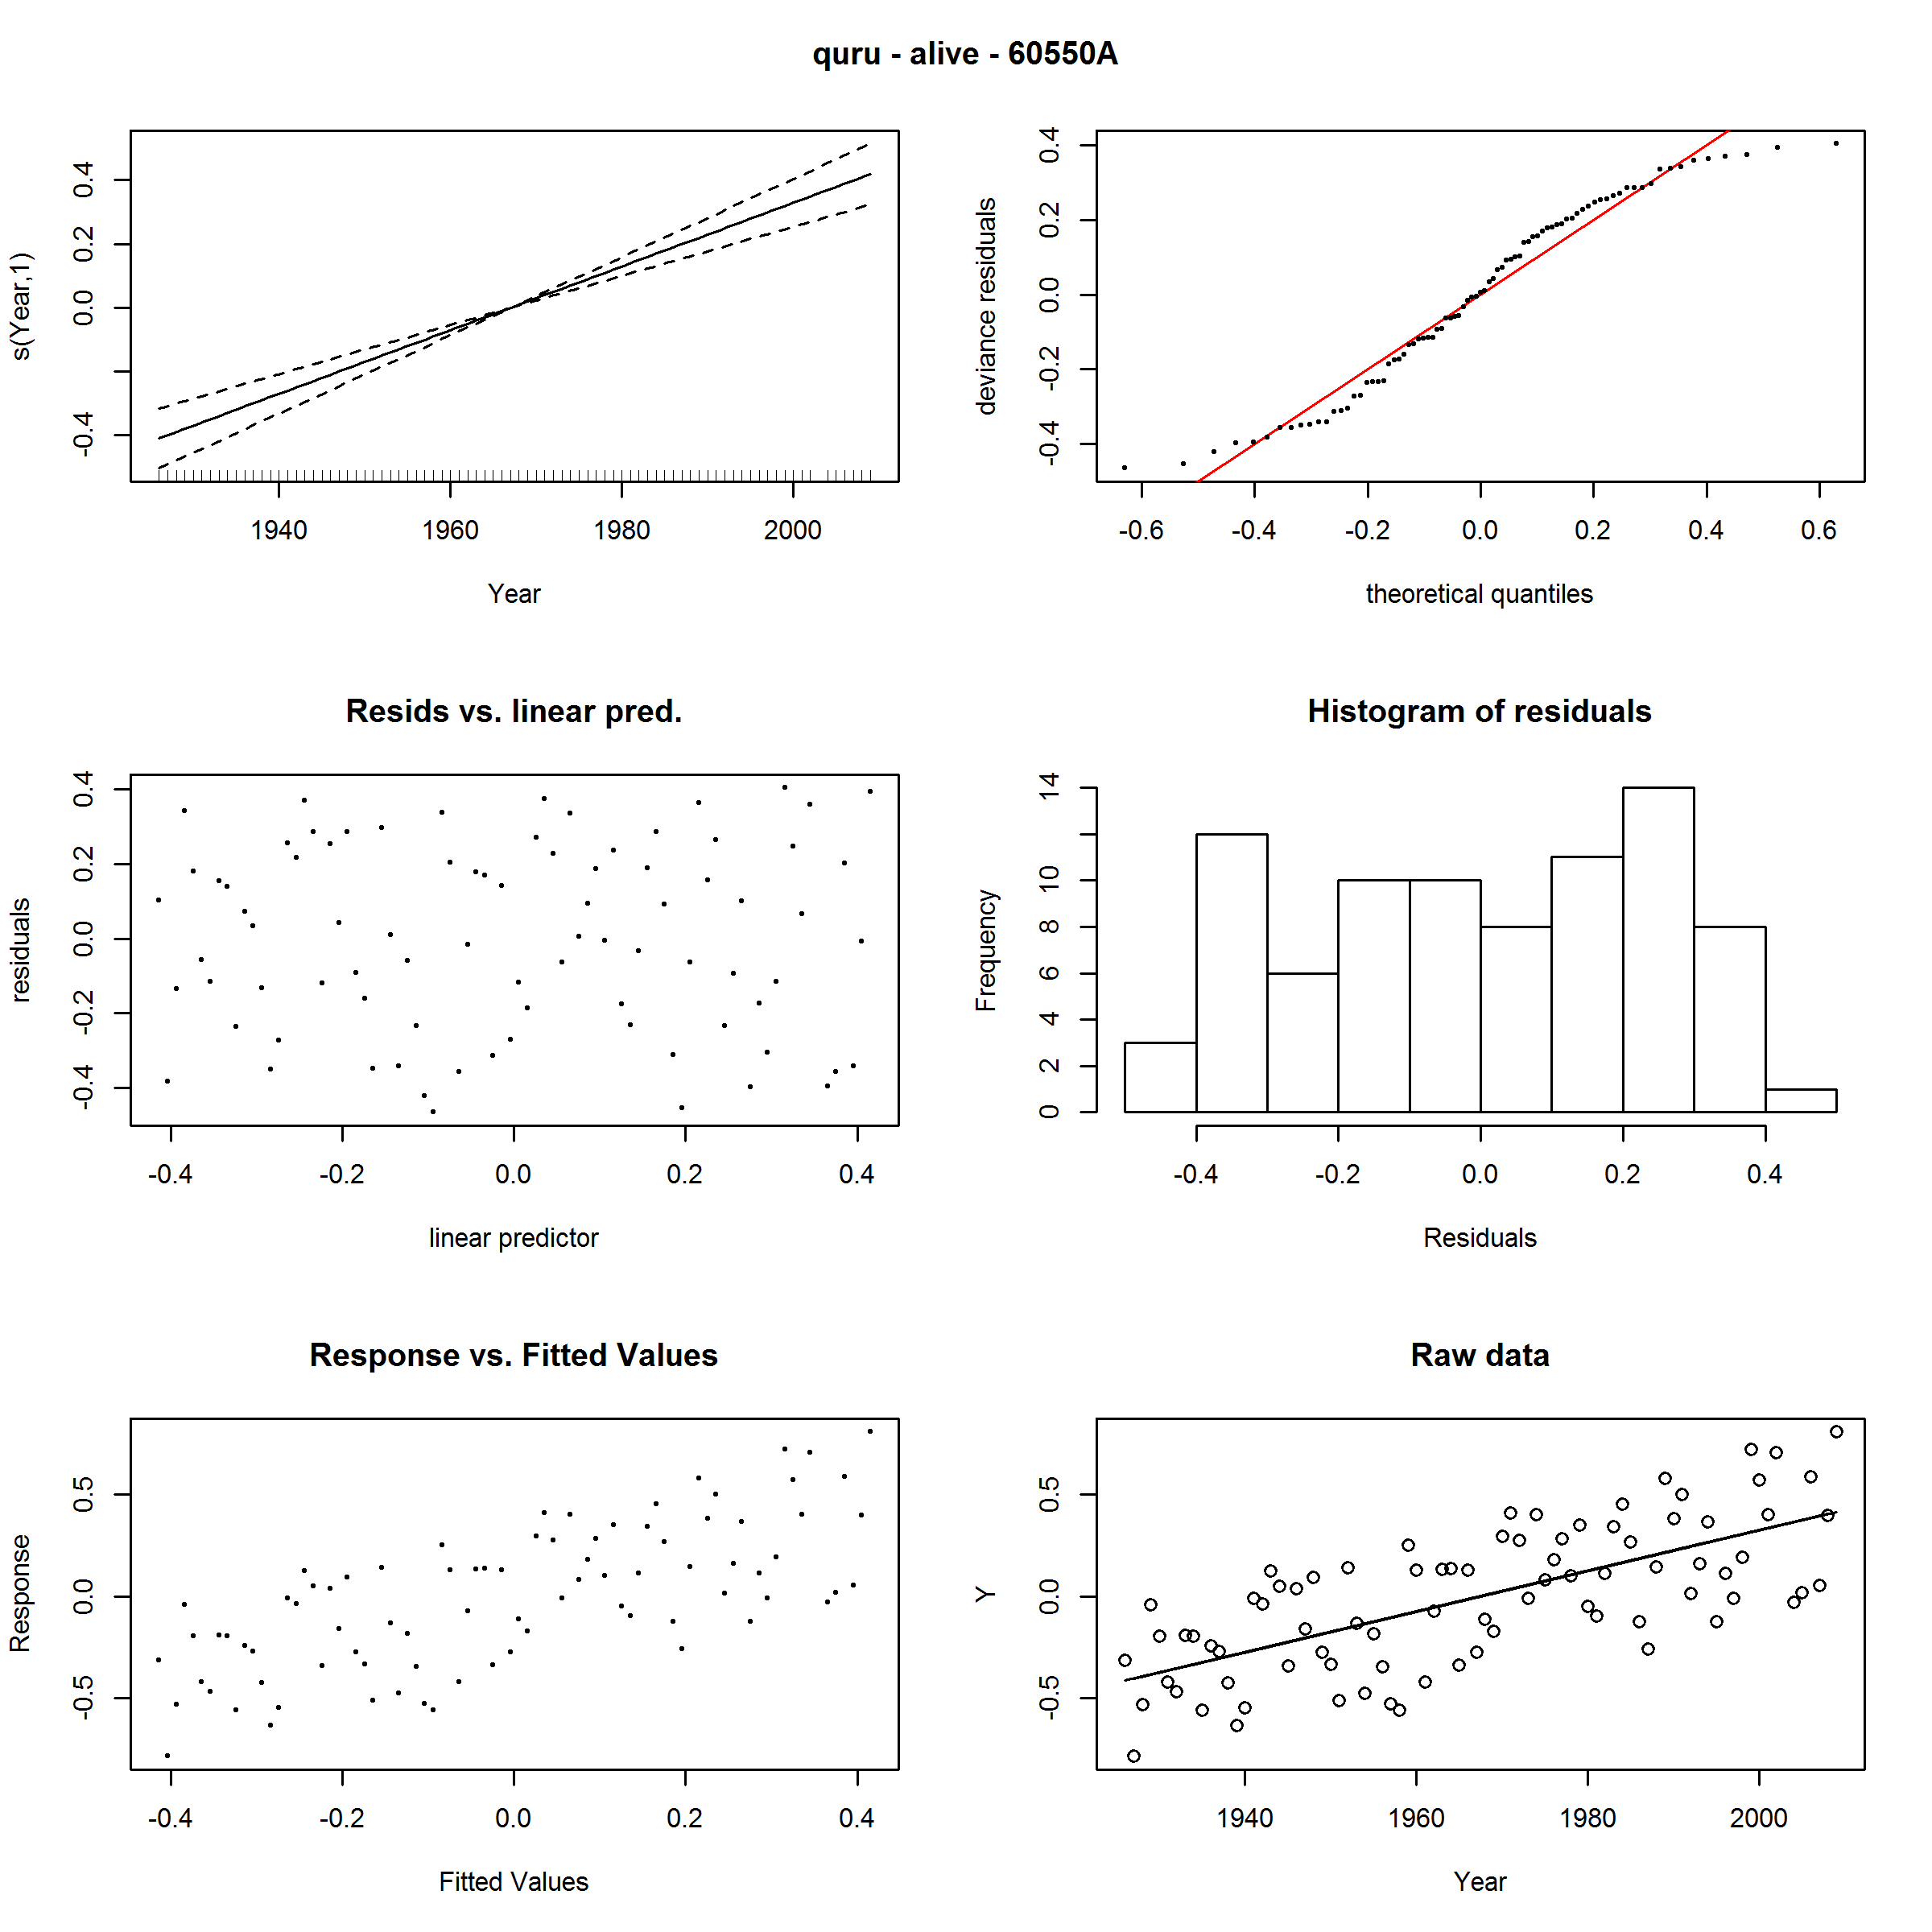 quru - alive - 60550A
s(Year,1)
-0.4 0.0 0.2 0.4
1940 1960 1980 2000
Year
deviance residuals
-0.4 -0.2 0.0 0.2 0.4
-0.6 -0.4 -0.2 0.0 0.2 0.4 0.6
theoretical quantiles
Resids vs. linear pred.
residuals
-0.4 -0.2 0.0 0.2 0.4
-0.4 -0.2 0.0 0.2 0.4
linear predictor
Histogram of residuals
Frequency
0 2 4 6 8 10 14
-0.4 -0.2 0.0 0.2 0.4
Residuals
Response vs. Fitted Values
Response
-0.5 0.0 0.5
-0.4 -0.2 0.0 0.2 0.4
Fitted Values
Raw data
Y
-0.5 0.0 0.5
1940 1960 1980 2000
Year